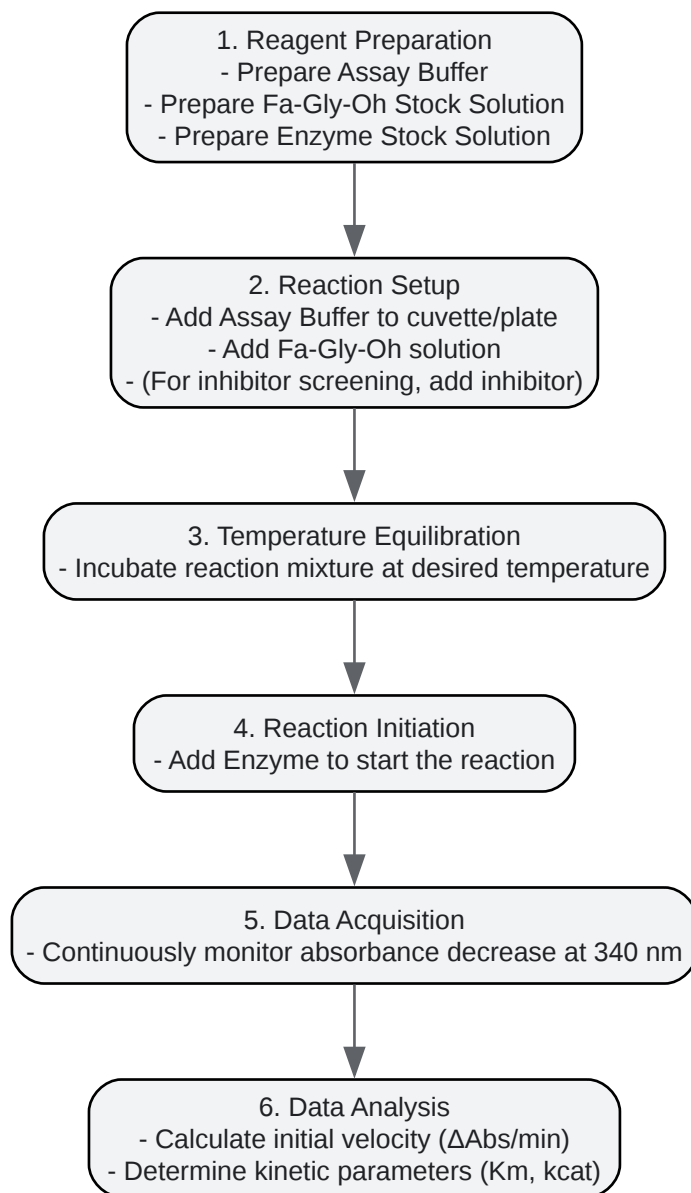 1. Reagent Preparation
- Prepare Assay Buffer
- Prepare Fa-Gly-Oh Stock Solution
- Prepare Enzyme Stock Solution
2. Reaction Setup
- Add Assay Buffer to cuvette/plate
- Add Fa-Gly-Oh solution
- (For inhibitor screening, add inhibitor)
3. Temperature Equilibration
- Incubate reaction mixture at desired temperature
4. Reaction Initiation
- Add Enzyme to start the reaction
5. Data Acquisition
- Continuously monitor absorbance decrease at 340 nm
6. Data Analysis
- Calculate initial velocity (ΔAbs/min)
- Determine kinetic parameters (Km, kcat)